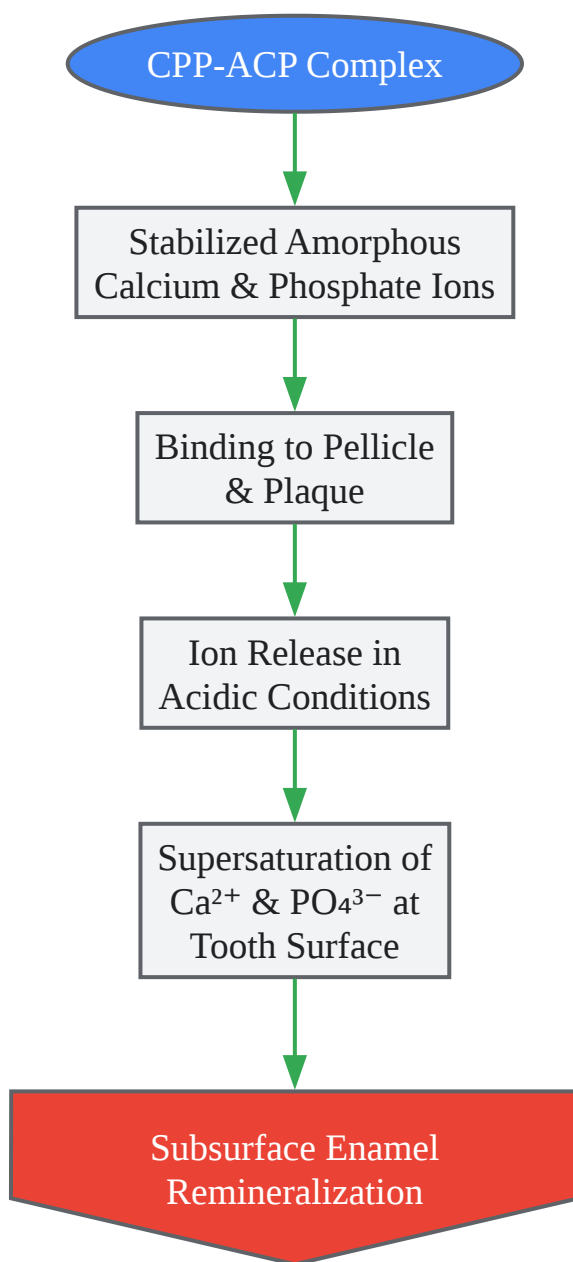 CPP-ACP Complex
Stabilized Amorphous
Calcium & Phosphate Ions
Binding to Pellicle
& Plaque
Ion Release in
Acidic Conditions
Supersaturation of
Ca²⁺ & PO₄³⁻ at
Tooth Surface
Subsurface Enamel
Remineralization